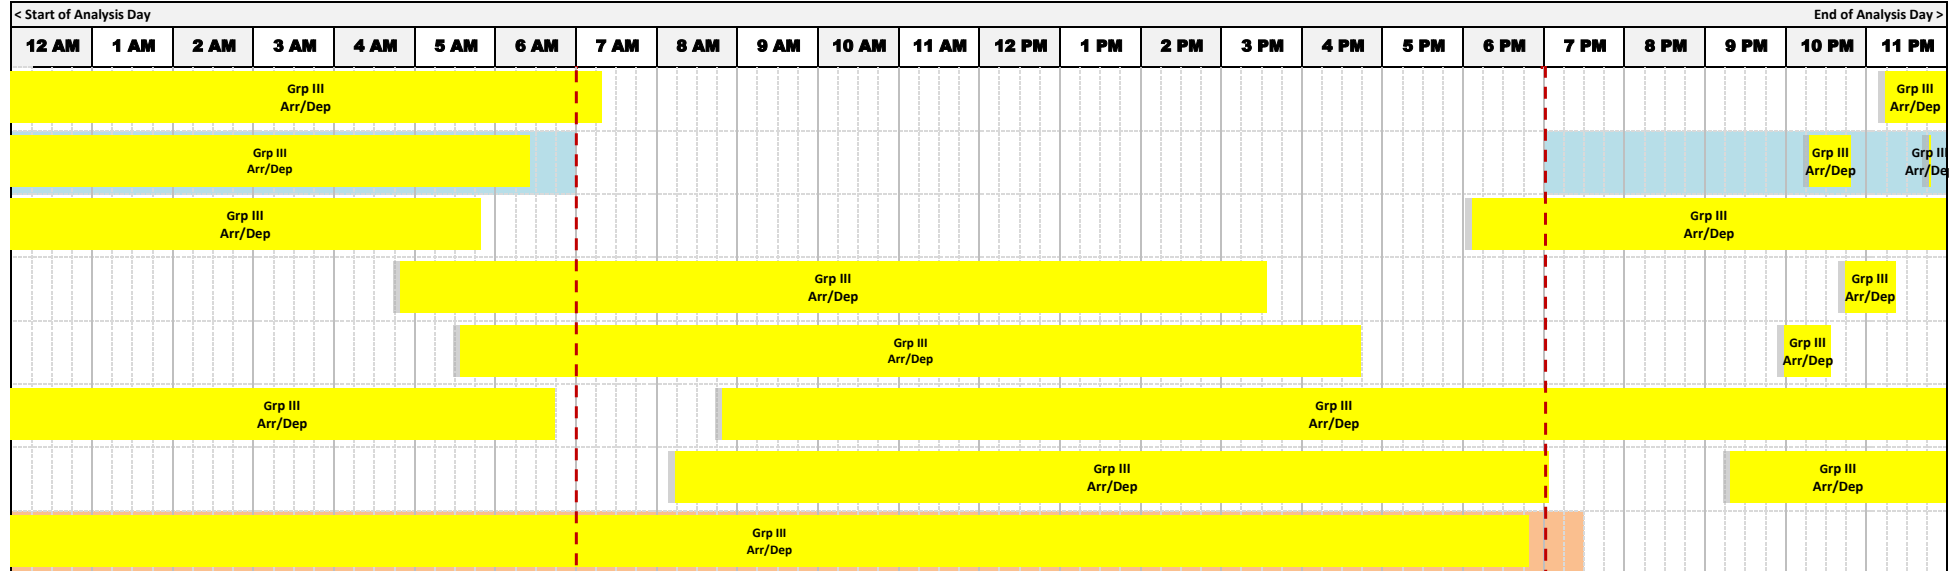 < Start of Analysis Day
End of Analysis Day >
12 AM 1 AM 2 AM 3 AM 4 AM 5 AM 6 AM 7 AM 8 AM 9 AM 10 AM 11 AM 12 PM 1 PM 2 PM 3 PM 4 PM 5 PM 6 PM 7 PM 8 PM 9 PM 10 PM 11 PM
Grp III
Arr/Dep
Grp III
Arr/Dep
Grp III
Arr/Dep
Grp III
Arr/Dep
Grp III
Arr/De
Grp III
Arr/Dep
Grp III
Arr/Dep
Grp III
Arr/Dep
Grp III
Arr/Dep
Grp III
Arr/Dep
Grp III
Arr/Dep
Grp III
Arr/Dep
Grp III
Arr/Dep
Grp III
Arr/Dep
Grp III
Arr/Dep
Grp III
Arr/Dep